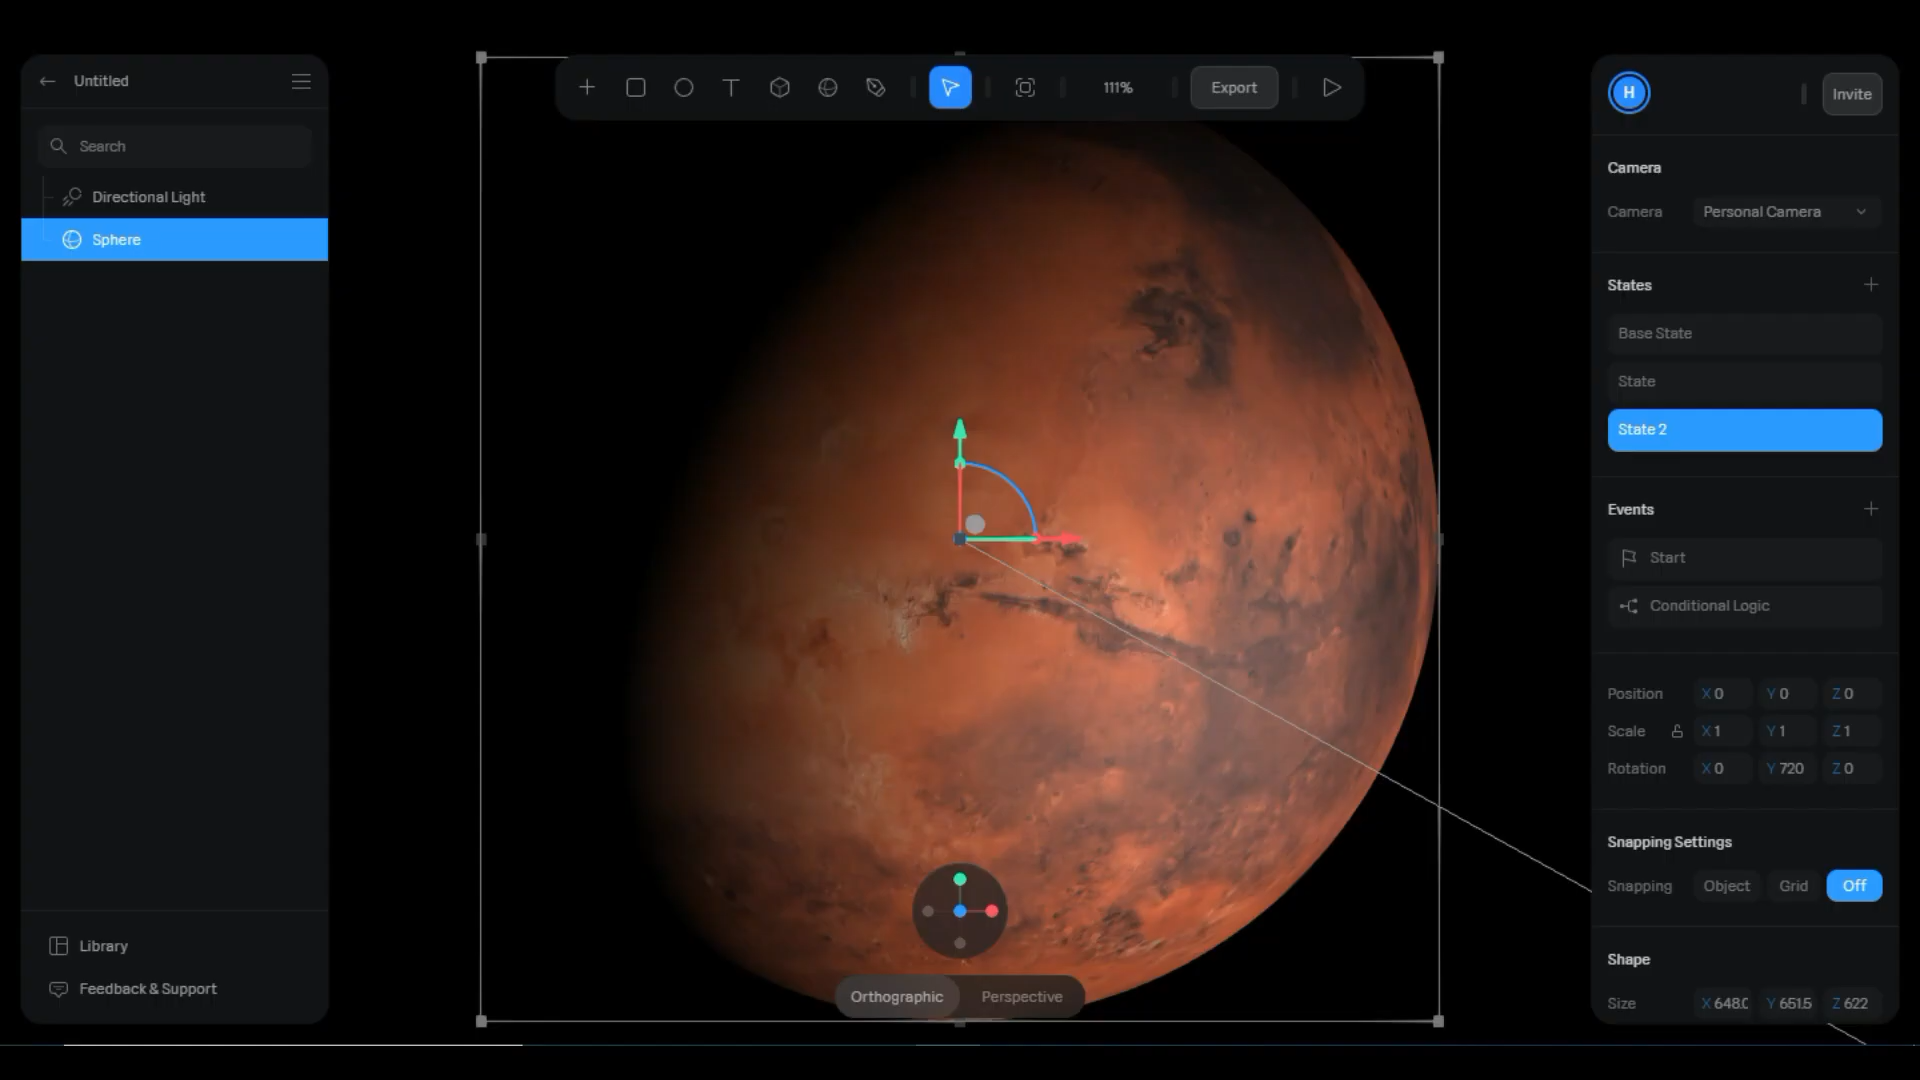 Untitled
Search
Directional Light
Sphere
Library
Feedback & Support
T
111%
Export
Orthographic
Perspective
H
Invite
Camera
Camera
Personal Camera
States
Base State
State
State 2
Events
Start
Conditional Logic
Position X 0 Y 0 Z 0
Scale X 1 Y 1 Z 1
Rotation X 0 Y 720 Z 0
Snapping Settings
Snapping Object Grid Off
Shape
Size X 648.0 Y 651.5 Z 622